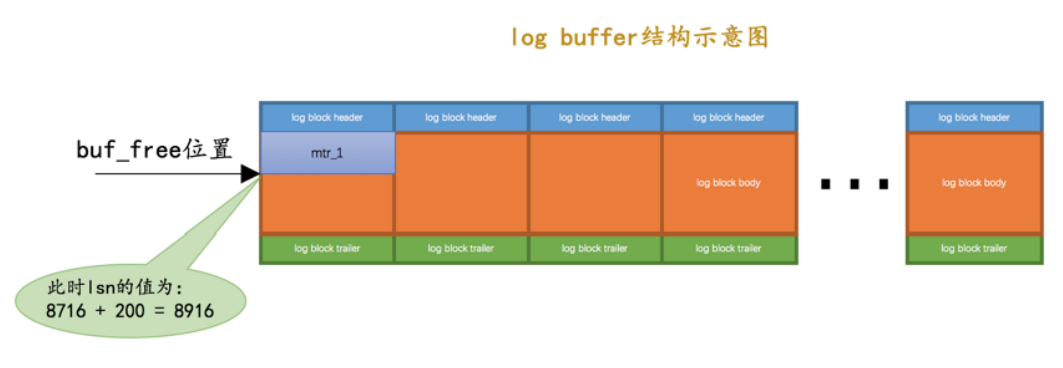 log buffer结构示意图
log block header
log block header
log block header
log block header
log block header
buf_free位置
mtr_1
log block body
log block body
log block trailer
log block trailer
log block trailer
log block trailer
log block trailer
此时lsn的值为:
8716 + 200 = 8916